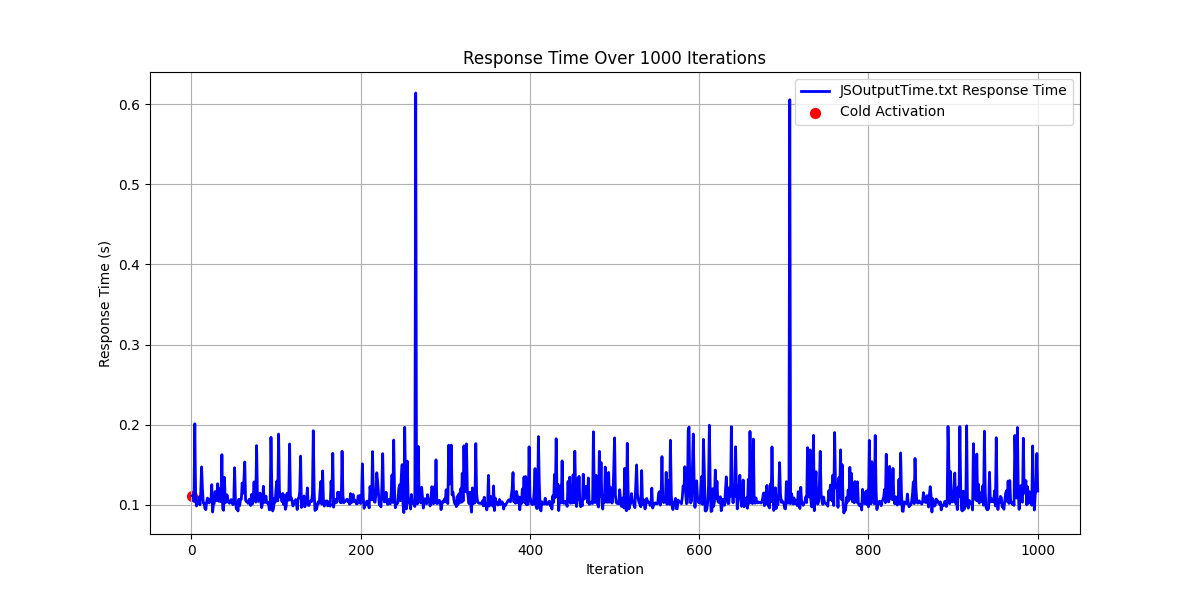 Response Time Over 1000 Iterations
JSOutputTime.txt Response Time
Cold Activation
Response Time (s)
0.6
0.5
0.4
0.3
0.2
0.1
0 200 400 600 800 1000
Iteration